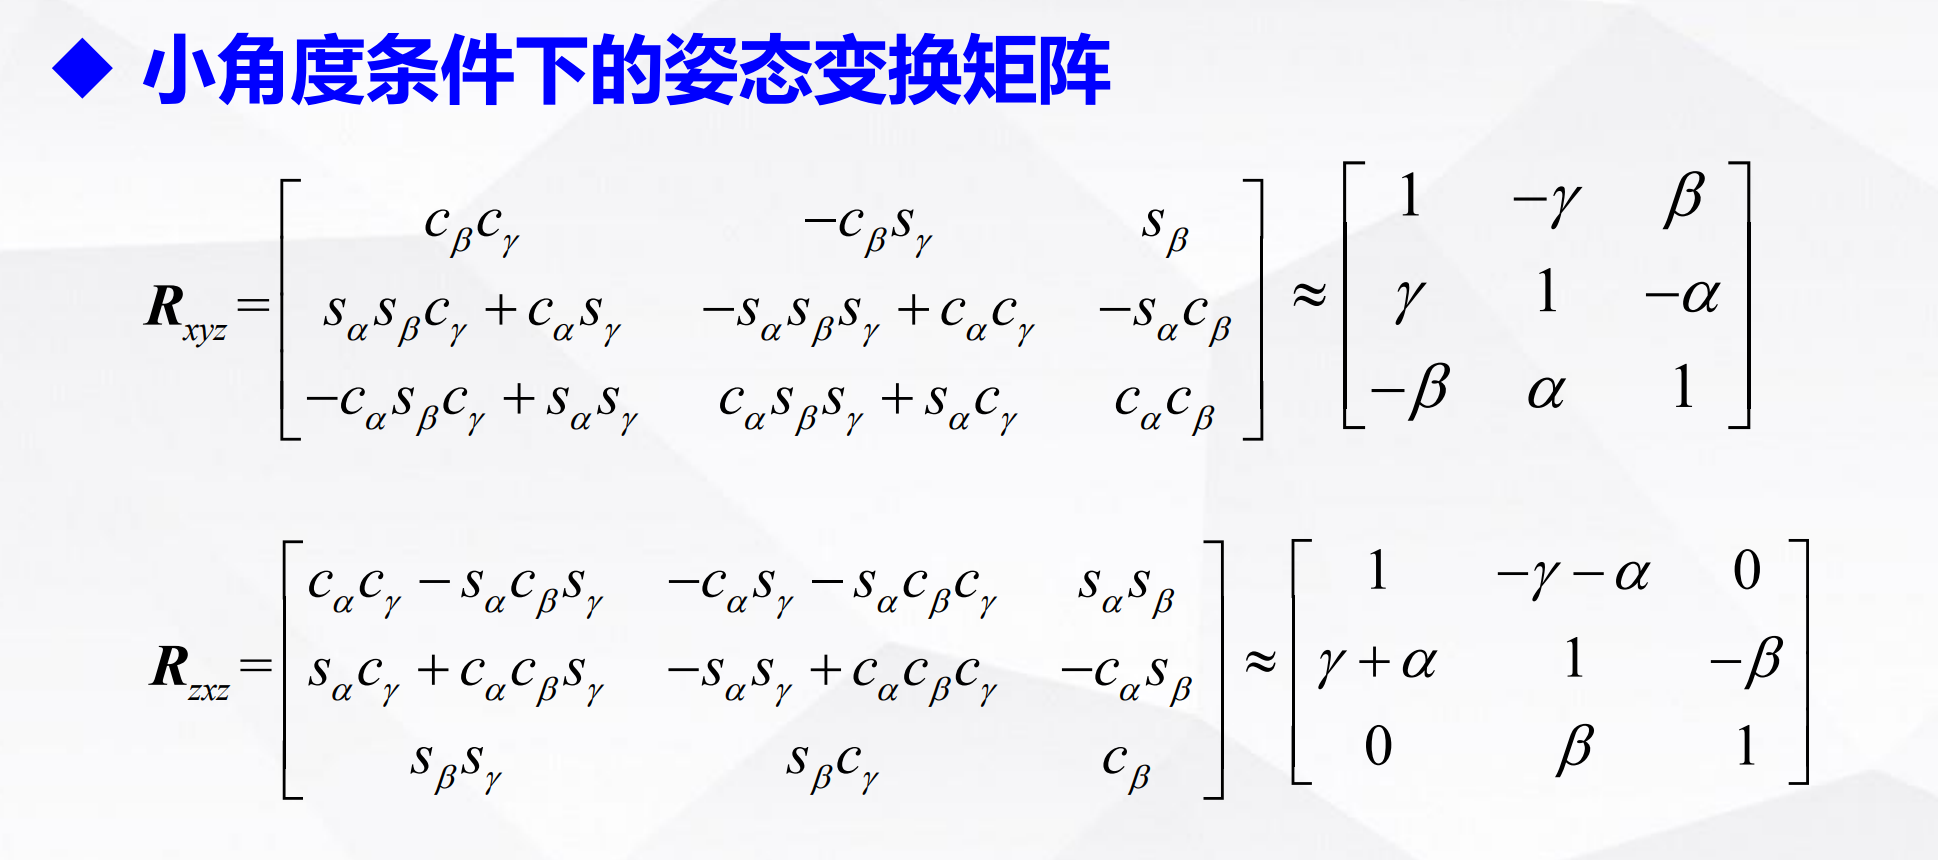 ◆ 小角度条件下的姿态变换矩阵
$$\boldsymbol{R}_{xyz} = \begin{bmatrix} c_\beta c_\gamma & -c_\beta s_\gamma & s_\beta \\ s_\alpha s_\beta c_\gamma + c_\alpha s_\gamma & -s_\alpha s_\beta s_\gamma + c_\alpha c_\gamma & -s_\alpha c_\beta \\ -c_\alpha s_\beta c_\gamma + s_\alpha s_\gamma & c_\alpha s_\beta s_\gamma + s_\alpha c_\gamma & c_\alpha c_\beta \end{bmatrix} \approx \begin{bmatrix} 1 & -\gamma & \beta \\ \gamma & 1 & -\alpha \\ -\beta & \alpha & 1 \end{bmatrix}$$
$$\boldsymbol{R}_{zxz} = \begin{bmatrix} c_\alpha c_\gamma - s_\alpha c_\beta s_\gamma & -c_\alpha s_\gamma - s_\alpha c_\beta c_\gamma & s_\alpha s_\beta \\ s_\alpha c_\gamma + c_\alpha c_\beta s_\gamma & -s_\alpha s_\gamma + c_\alpha c_\beta c_\gamma & -c_\alpha s_\beta \\ s_\beta s_\gamma & s_\beta c_\gamma & c_\beta \end{bmatrix} \approx \begin{bmatrix} 1 & -\gamma - \alpha & 0 \\ \gamma + \alpha & 1 & -\beta \\ 0 & \beta & 1 \end{bmatrix}$$